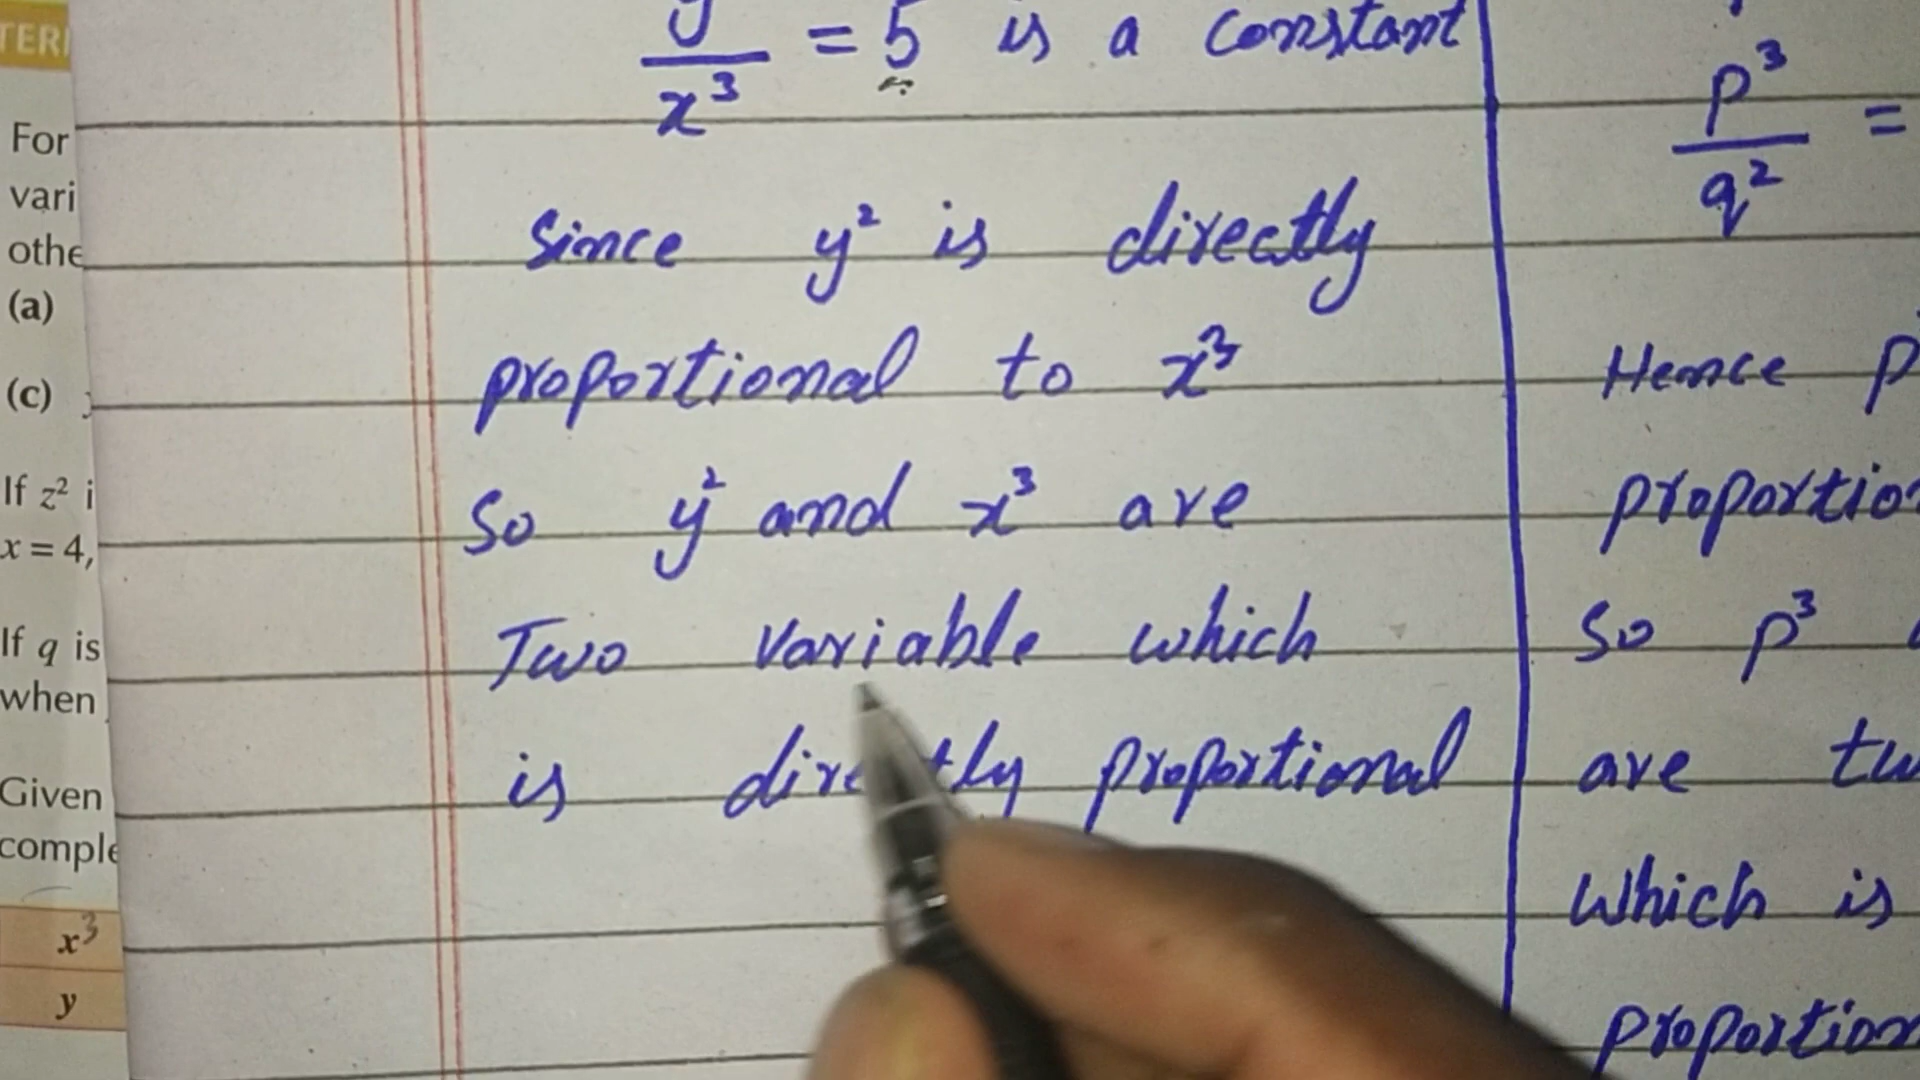 TER
For
vari
othe
(a)
(c)
If z² i
x = 4,
If q is
when
Given
comple
x³
y
y
—
x³ = 5 is a constant
Since y² is directly
proportional to x³
So y² and x³ are
Two variable which
is directly proportional
p³
—
q² =
Hence p
proportion
So p³
are tw
which is
proportion